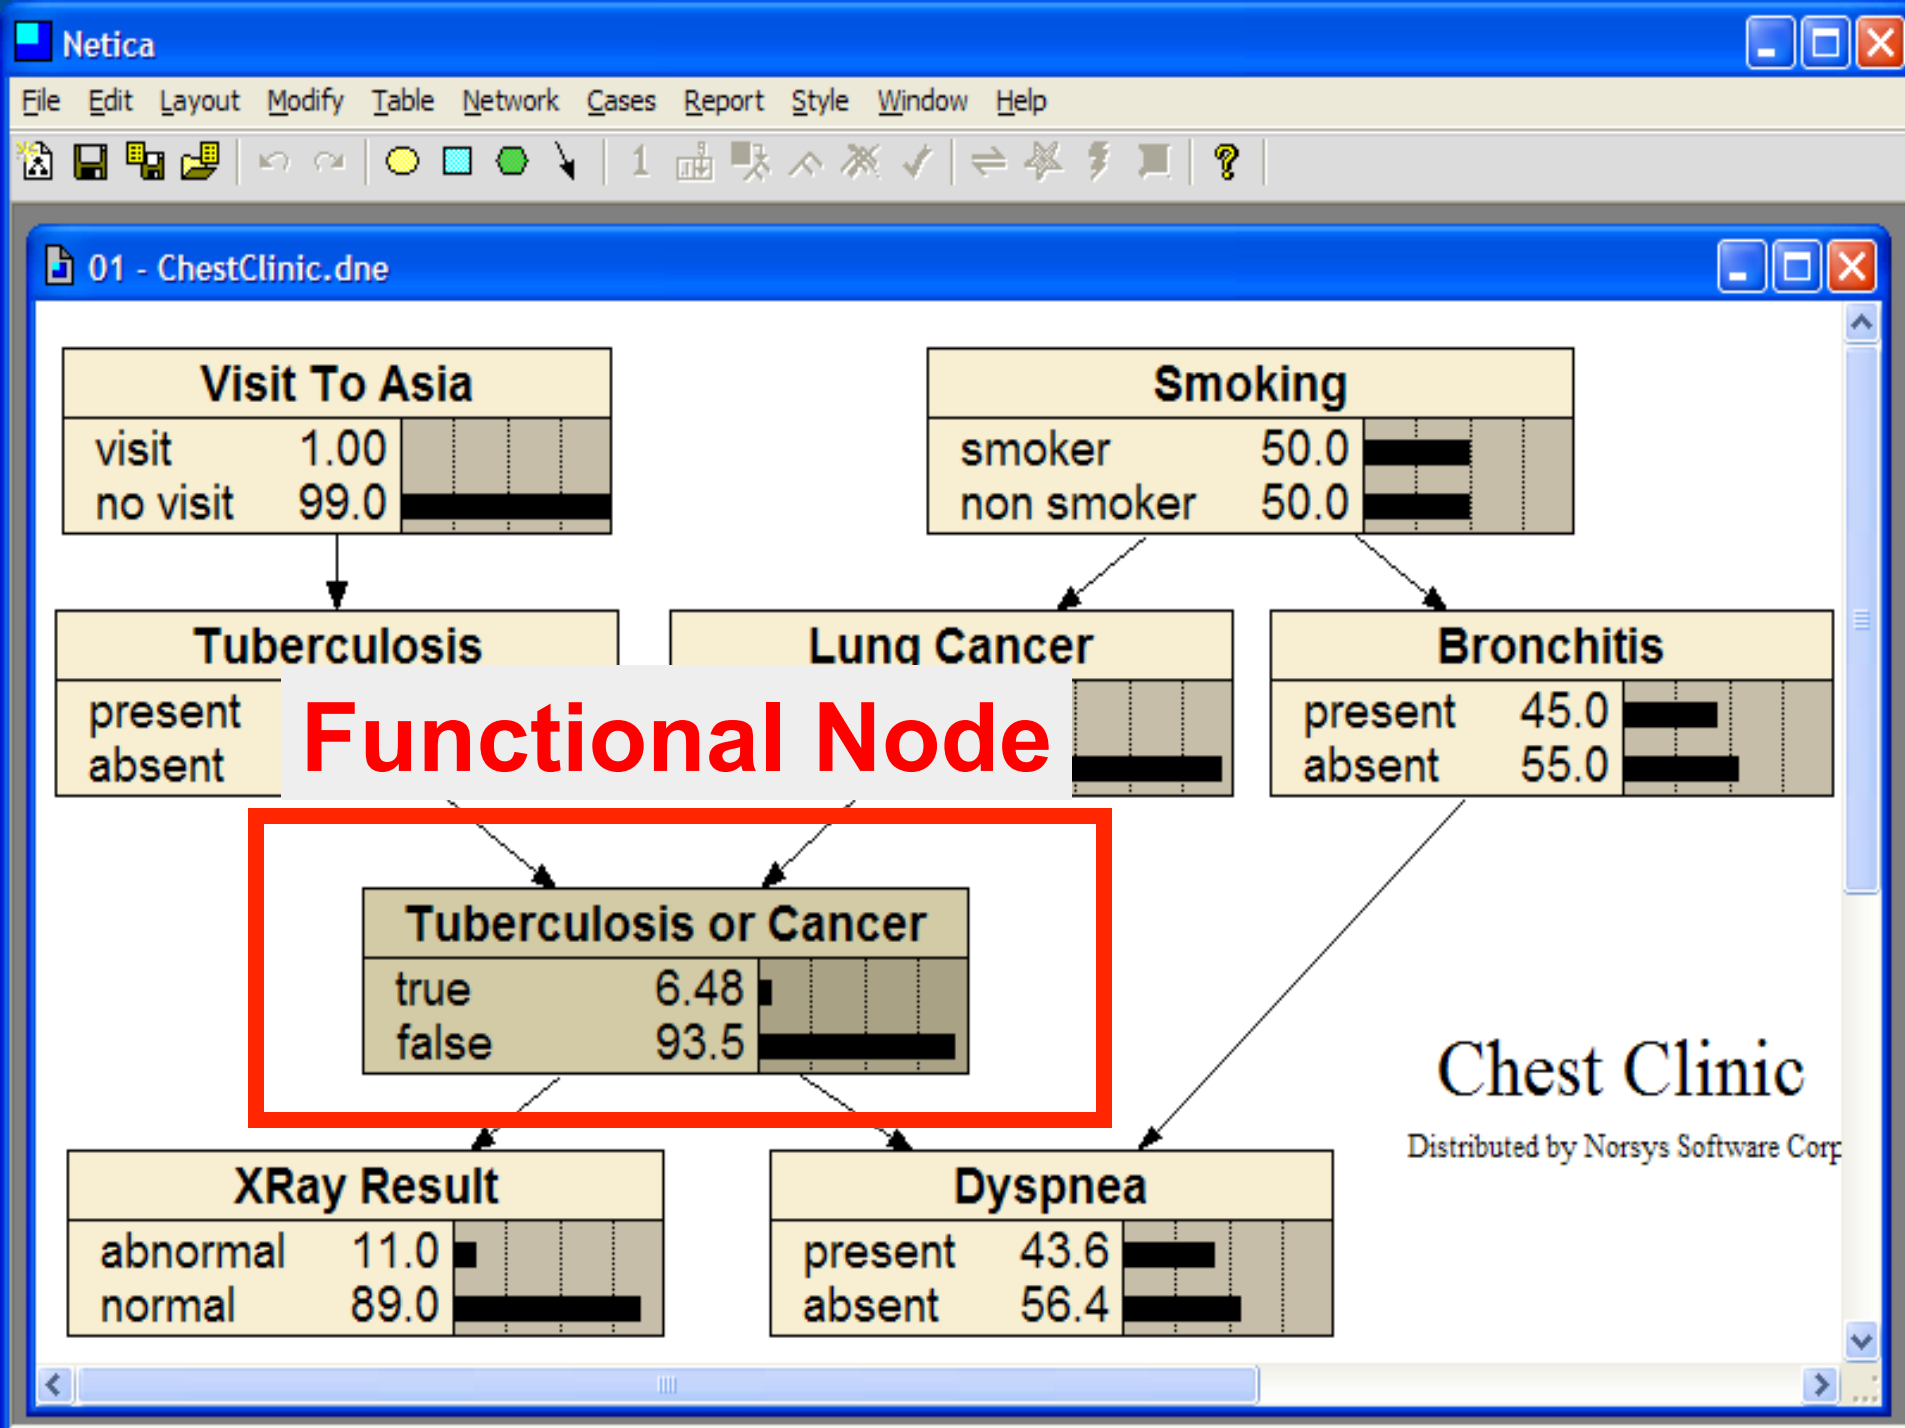 Netica
File Edit Layout Modify Table Network Cases Report Style Window Help
1 ?
01 - ChestClinic.dne
Visit To Asia
visit 1.00
no visit 99.0
Smoking
smoker 50.0
non smoker 50.0
Tuberculosis
present
absent
Lung Cancer
Bronchitis
present 45.0
absent 55.0
Functional Node
Tuberculosis or Cancer
true 6.48
false 93.5
Chest Clinic
Distributed by Norsys Software Corp
XRay Result
abnormal 11.0
normal 89.0
Dyspnea
present 43.6
absent 56.4